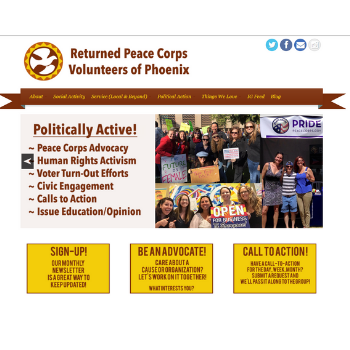 Returned Peace Corps
Volunteers of Phoenix
About Social Activity Service (Local & Beyond) Political Action Things We Love In Need Blog
Politically Active!
~ Peace Corps Advocacy
~ Human Rights Activism
~ Voter Turn-Out Efforts
~ Civic Engagement
~ Calls to Action
~ Issue Education/Opinion
FUTURE
FEMALE
OPEN
FOR BUSINESS
PRIDE
SIGN-UP!
OUR MONTHLY
NEWSLETTER
IS A GREAT WAY TO
KEEP UPDATED!
BE AN ADVOCATE!
CARE ABOUT A
CAUSE OR ORGANIZATION?
LET'S WORK ON IT TOGETHER!
WHAT INTERESTS YOU?
CALL TO ACTION!
HAVE A CALL-TO-ACTION
FOR THE DAY, WEEK, MONTH?
SUBMIT A REQUEST AND
WE'LL PASS IT ALONG TO THE GROUP!